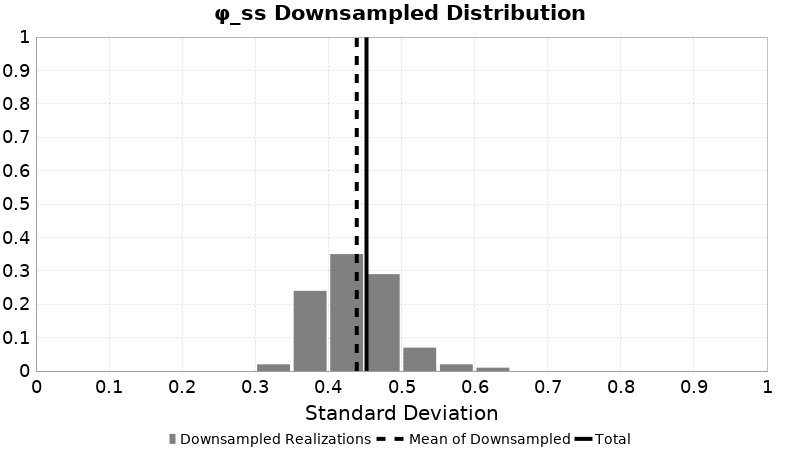 φ_ss Downsampled Distribution
1
0.9
0.8
0.7
0.6
0.5
0.4
0.3
0.2
0.1
0
0 0.1 0.2 0.3 0.4 0.5 0.6 0.7 0.8 0.9 1
Standard Deviation
Downsampled Realizations Mean of Downsampled Total